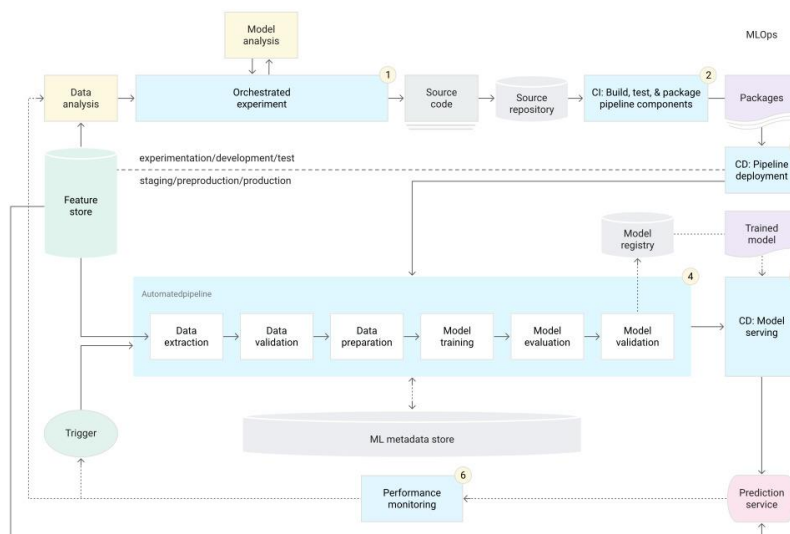 Model
analysis
MLOps
1
2
Data
analysis
Orchestrated
experiment
Source
code
Source
repository
CI: Build, test, & package
pipeline components
Packages
experimentation/development/test
staging/preproduction/production
CD: Pipeline
deployment
Feature
store
Model
registry
Trained
model
4
Automatedpipeline
Data
extraction
Data
validation
Data
preparation
Model
training
Model
evaluation
Model
validation
CD: Model
serving
Trigger
ML metadata store
6
Performance
monitoring
Prediction
service